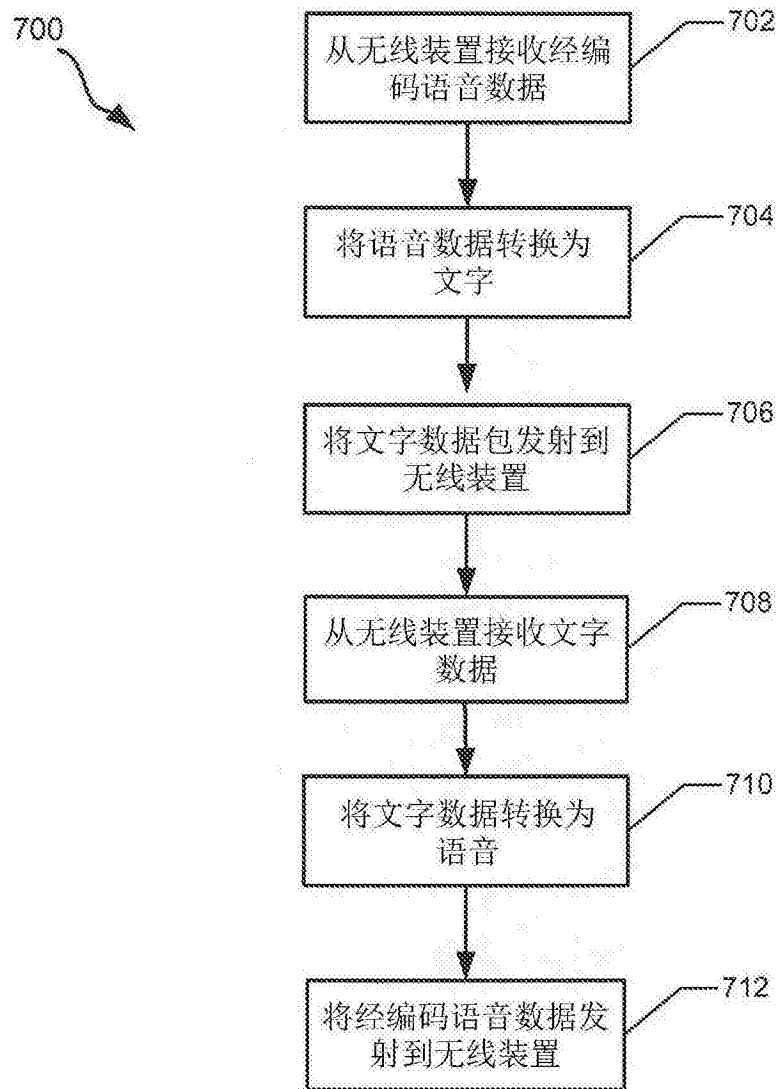 700
702
从无线装置接收经编
码语音数据
704
将语音数据转换为
文字
706
将文字数据包发射到
无线装置
708
从无线装置接收文字
数据
710
将文字数据转换为
语音
712
将经编码语音数据发
射到无线装置